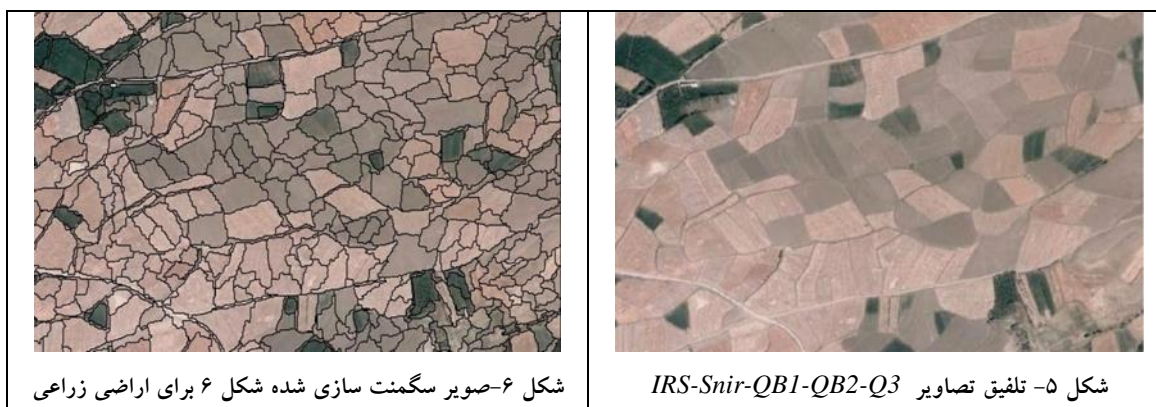 شکل ۵- تلفیق تصاویر IRS-Snir-QB1-QB2-Q3
شکل ۶-صویر سگمنت سازی شده شکل ۶ برای اراضی زراعی